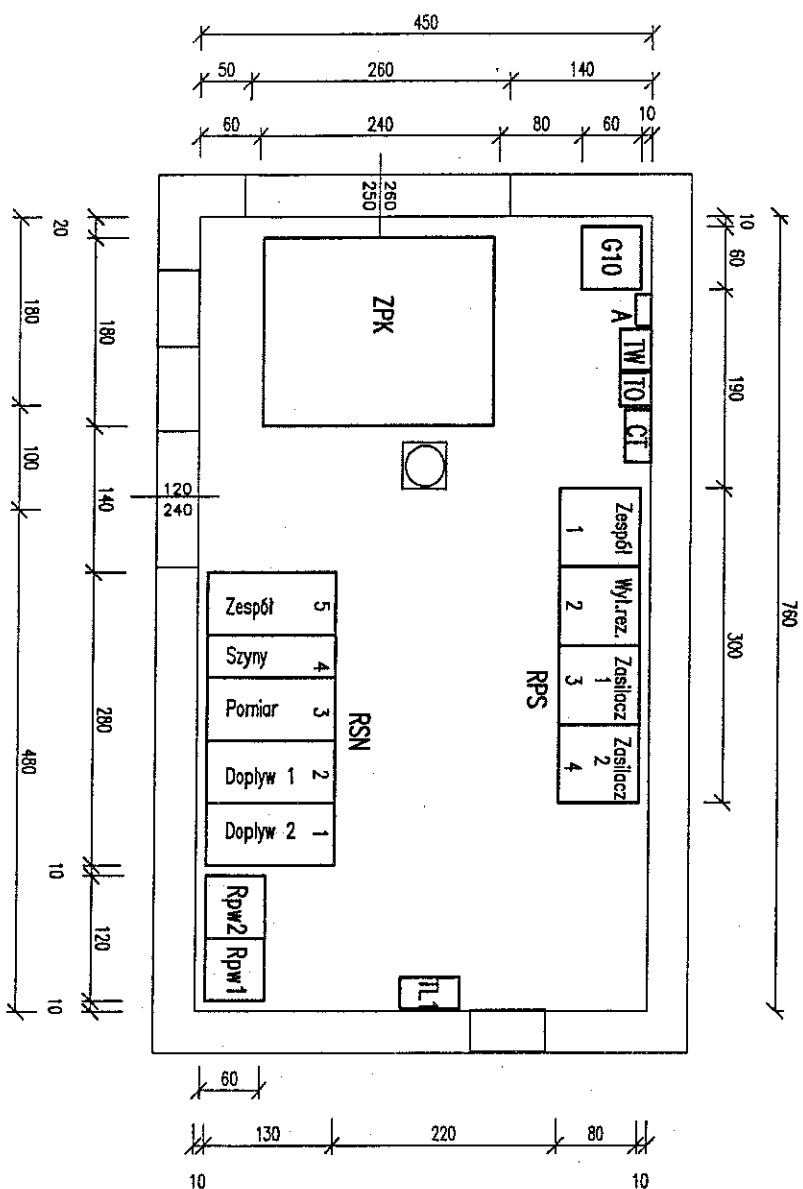 450
50 260 140
60 240 80 60 10
260
250
20 180 100 480
180 140 280 10 120 10
10 60 190 300
760
G10
A
TW
TO
CT
ZPK
120
240
Zespół 1
Wył.rez. 2
Zasilacz 1 3
Zasilacz 2 4
RPS
Zespół 5
Szyny 4
Pomiar 3
Dopływ 1 2
Dopływ 2 1
RSN
Rpw2
Rpw1
TL1
60
130 220 80
10 10